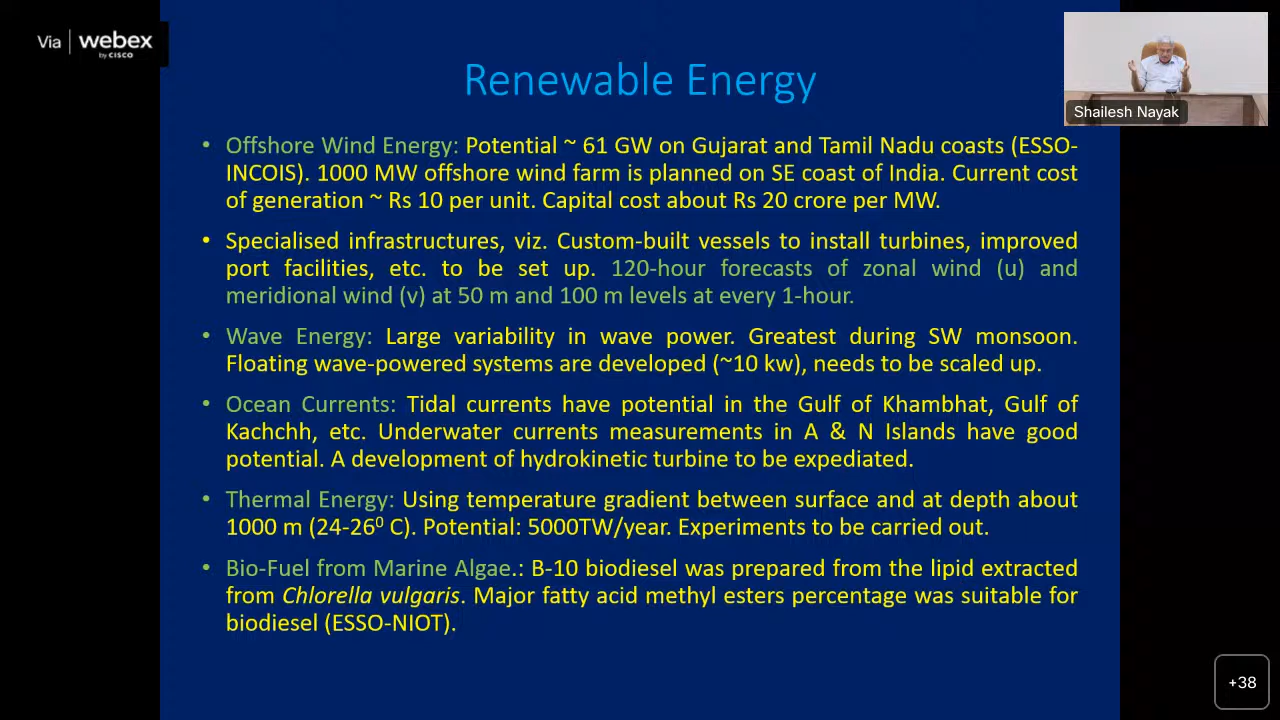 Via | webex
by CISCO
Renewable Energy
Shailesh Nayak
• Offshore Wind Energy: Potential ~ 61 GW on Gujarat and Tamil Nadu coasts (ESSO-
INCOIS). 1000 MW offshore wind farm is planned on SE coast of India. Current cost
of generation ~ Rs 10 per unit. Capital cost about Rs 20 crore per MW.
• Specialised infrastructures, viz. Custom-built vessels to install turbines, improved
port facilities, etc. to be set up. 120-hour forecasts of zonal wind (u) and
meridional wind (v) at 50 m and 100 m levels at every 1-hour.
• Wave Energy: Large variability in wave power. Greatest during SW monsoon.
Floating wave-powered systems are developed (~10 kw), needs to be scaled up.
• Ocean Currents: Tidal currents have potential in the Gulf of Khambhat, Gulf of
Kachchh, etc. Underwater currents measurements in A & N Islands have good
potential. A development of hydrokinetic turbine to be expediated.
• Thermal Energy: Using temperature gradient between surface and at depth about
1000 m (24-26⁰ C). Potential: 5000TW/year. Experiments to be carried out.
• Bio-Fuel from Marine Algae.: B-10 biodiesel was prepared from the lipid extracted
from Chlorella vulgaris. Major fatty acid methyl esters percentage was suitable for
biodiesel (ESSO-NIOT).
+38